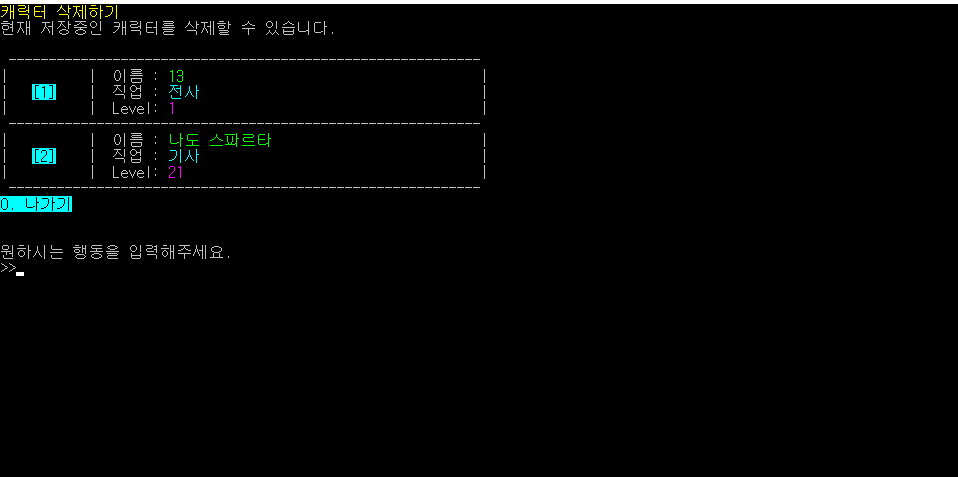 캐릭터 삭제하기
현재 저장중인 캐릭터를 삭제할 수 있습니다.
이름 : 13
[1] 직업 : 전사
Level: 1
이름 : 나도 스파르타
[2] 직업 : 기사
Level: 21
0. 나가기
원하시는 행동을 입력해주세요.
>>